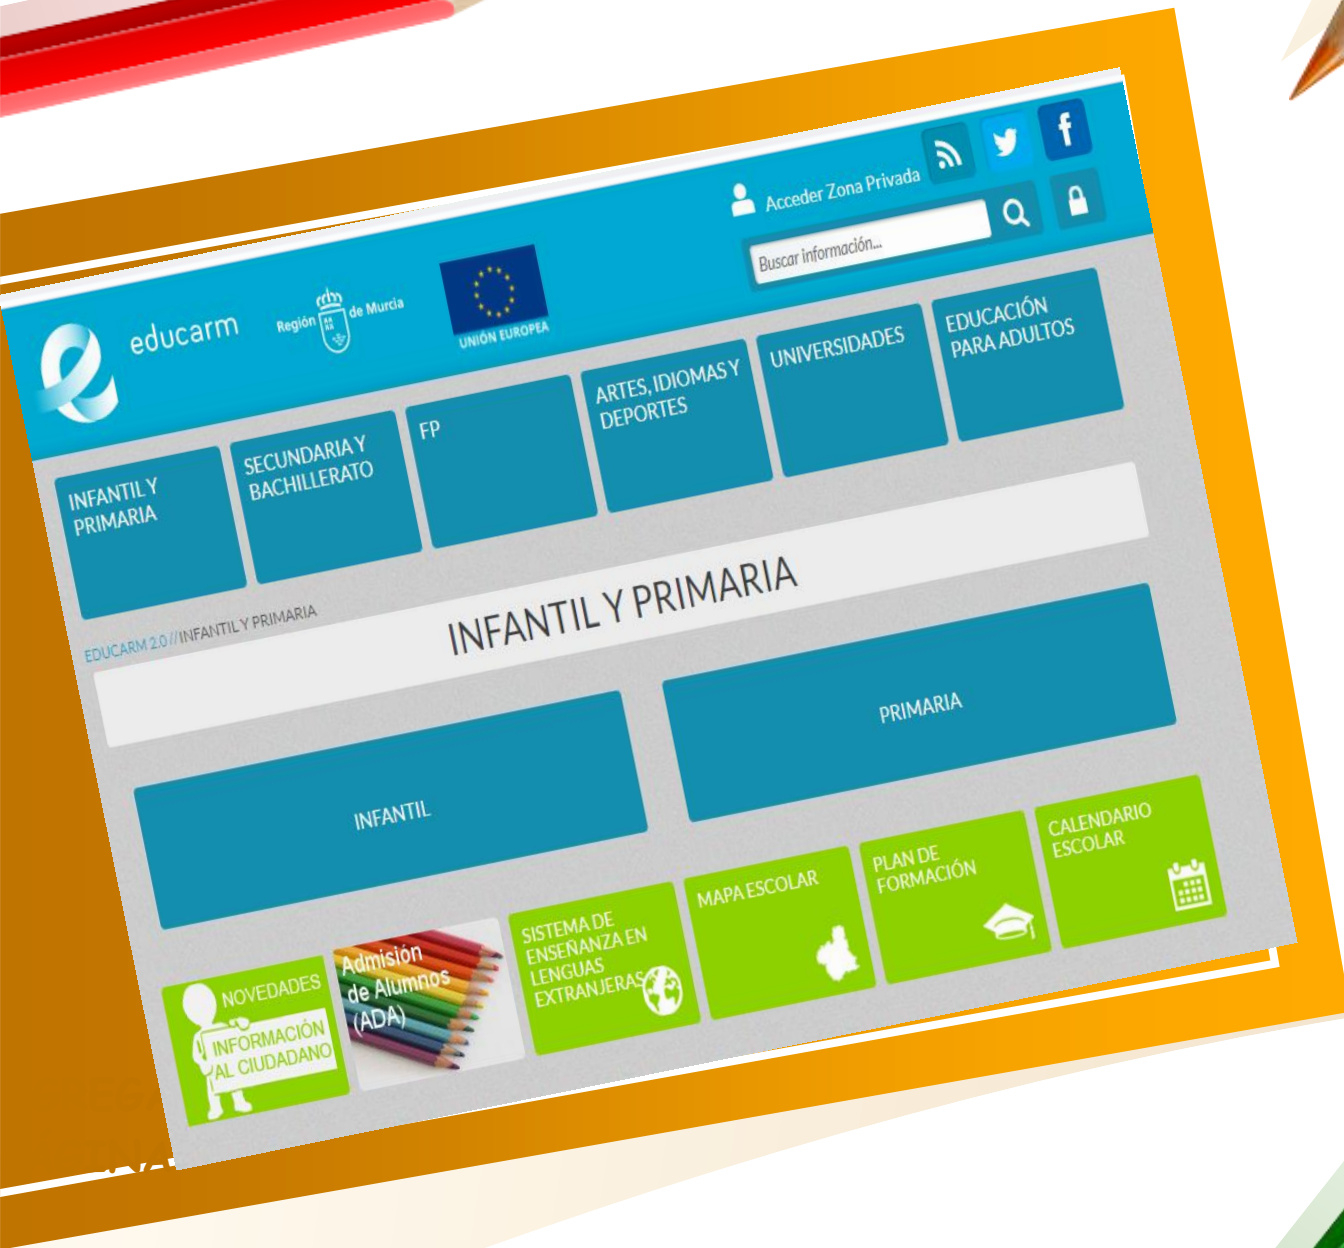 Acceder Zona Privada
f
educarm
Región de Murcia
UNIÓN EUROPEA
Buscar información...
INFANTIL Y
PRIMARIA
SECUNDARIA Y
BACHILLERATO
FP
ARTES, IDIOMAS Y
DEPORTES
UNIVERSIDADES
EDUCACIÓN
PARA ADULTOS
EDUCARM 2.0 // INFANTIL Y PRIMARIA
INFANTIL Y PRIMARIA
INFANTIL
PRIMARIA
NOVEDADES
INFORMACIÓN
AL CIUDADANO
Admisión
de Alumnos
(ADA)
SISTEMA DE
ENSEÑANZA EN
LENGUAS
EXTRANJERAS
MAPA ESCOLAR
PLAN DE
FORMACIÓN
CALENDARIO
ESCOLAR